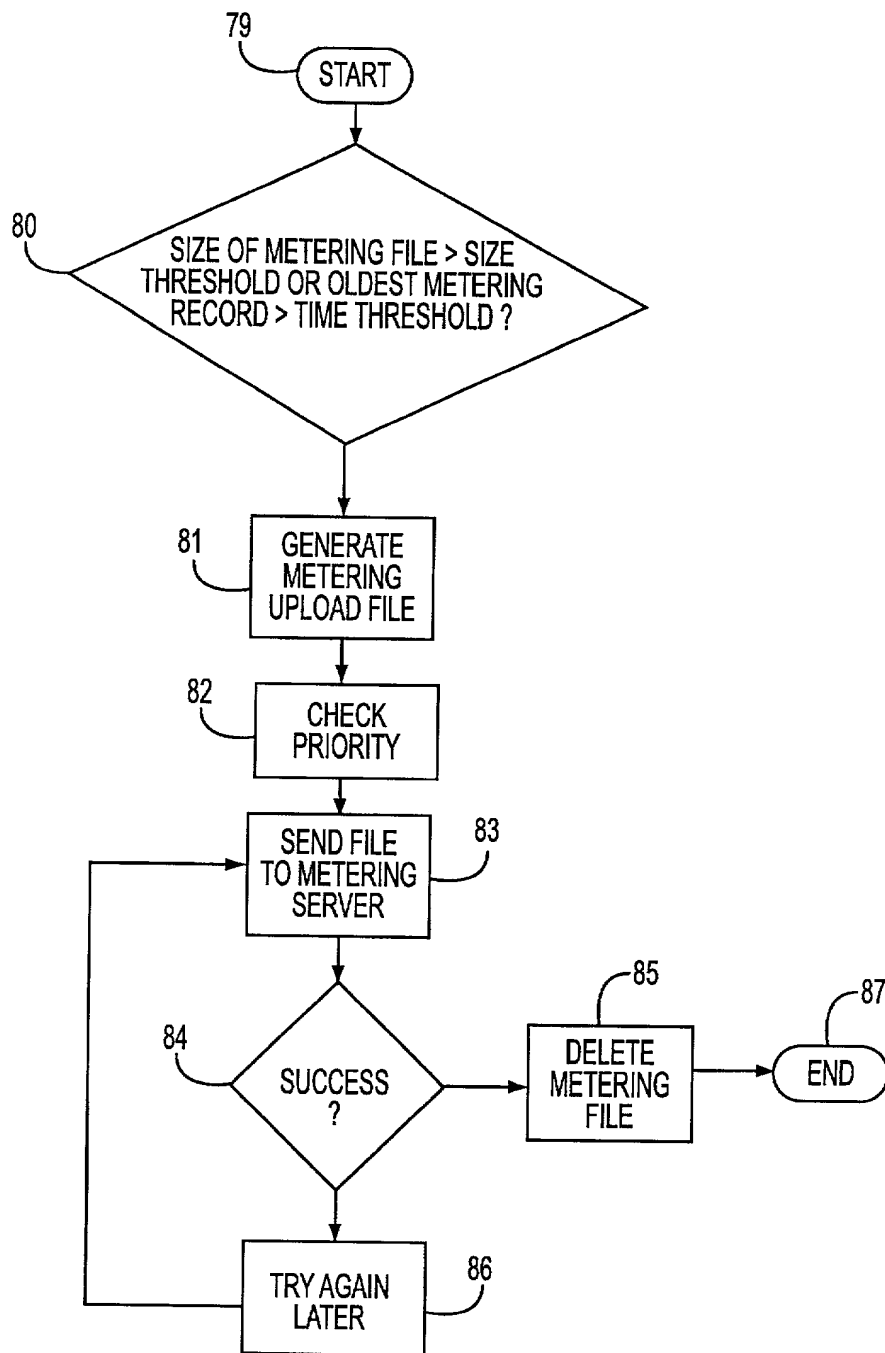 79
START
80
SIZE OF METERING FILE > SIZE
THRESHOLD OR OLDEST METERING
RECORD > TIME THRESHOLD ?
81
GENERATE
METERING
UPLOAD FILE
82
CHECK
PRIORITY
SEND FILE
TO METERING
SERVER
83
84
SUCCESS
?
85
DELETE
METERING
FILE
87
END
TRY AGAIN
LATER
86